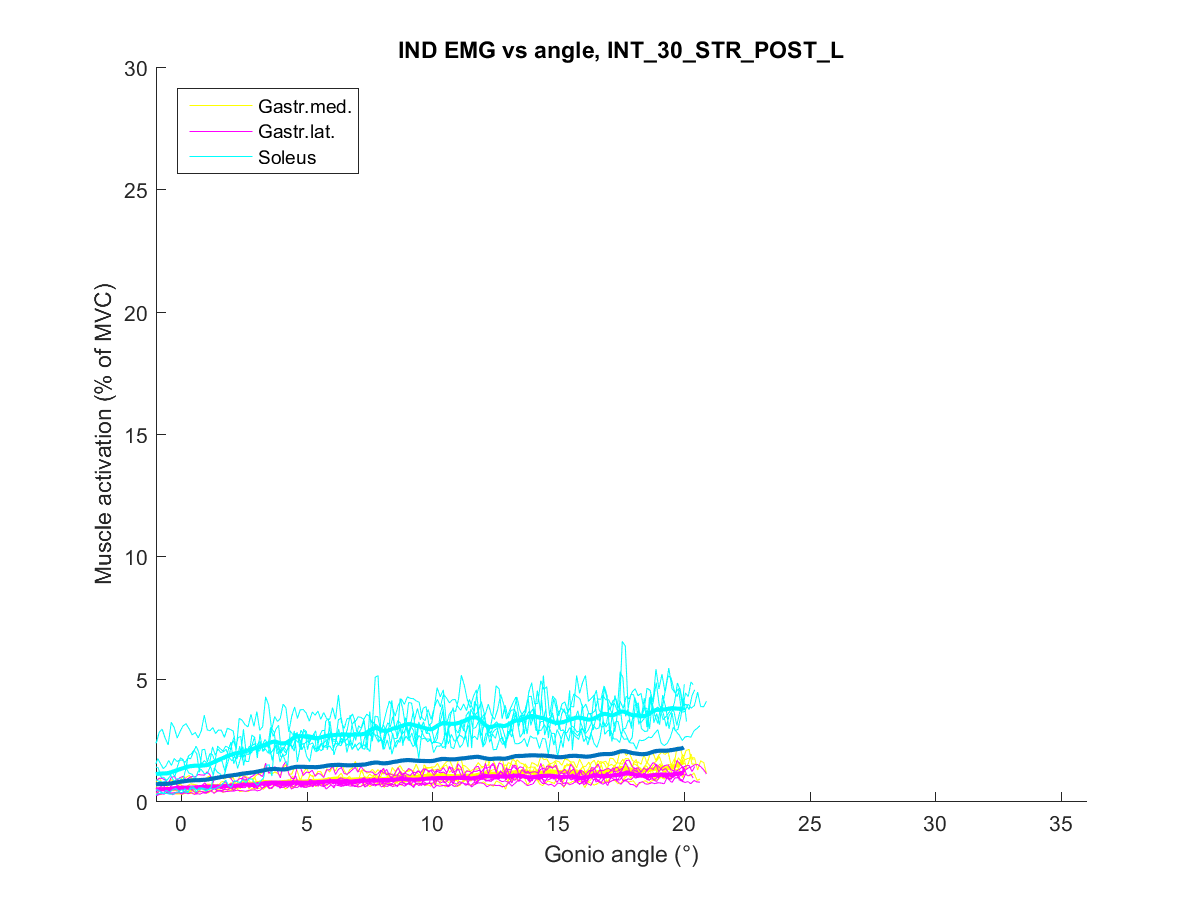 IND EMG vs angle, INT_30_STR_POST_L
30
25
20
15
10
5
0
Gastr.med.
Gastr.lat.
Soleus
Muscle activation (% of MVC)
0 5 10 15 20 25 30 35
Gonio angle (°)